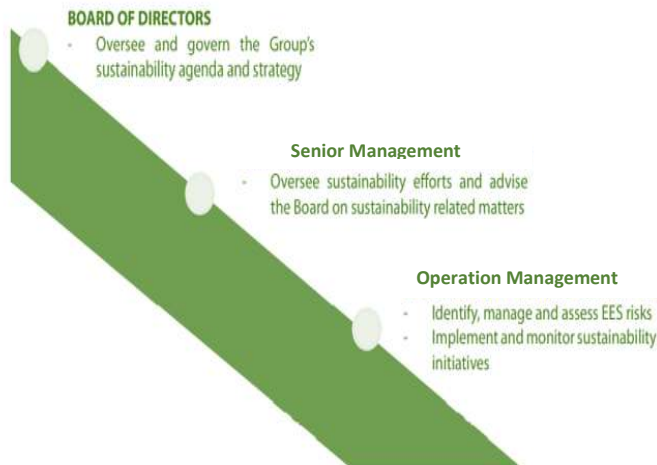 BOARD OF DIRECTORS
- Oversee and govern the Group's
sustainability agenda and strategy
Senior Management
- Oversee sustainability efforts and advise
the Board on sustainability related matters
Operation Management
- Identify, manage and assess EES risks
- Implement and monitor sustainability
initiatives